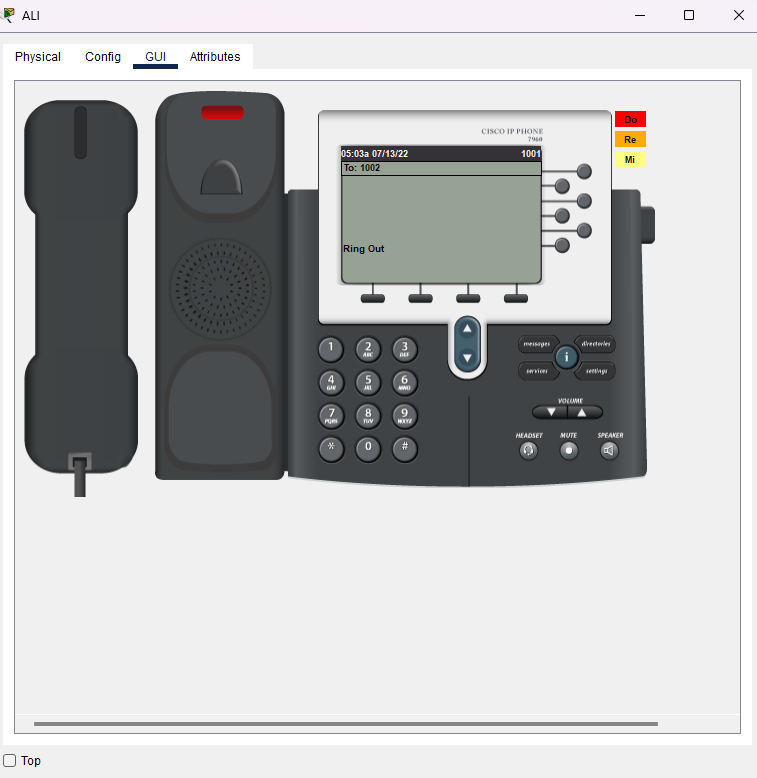 ALI
Physical Config GUI Attributes
CISCO IP PHONE
7960
Do
Re
Mi
05:03a 07/13/22 1001
To: 1002
Ring Out
1 2 ABC 3 DEF
4 GHI 5 JKL 6 MNO
7 PQRS 8 TUV 9 WXYZ
* 0 #
messages directories
i
services settings
VOLUME
HEADSET MUTE SPEAKER
Top